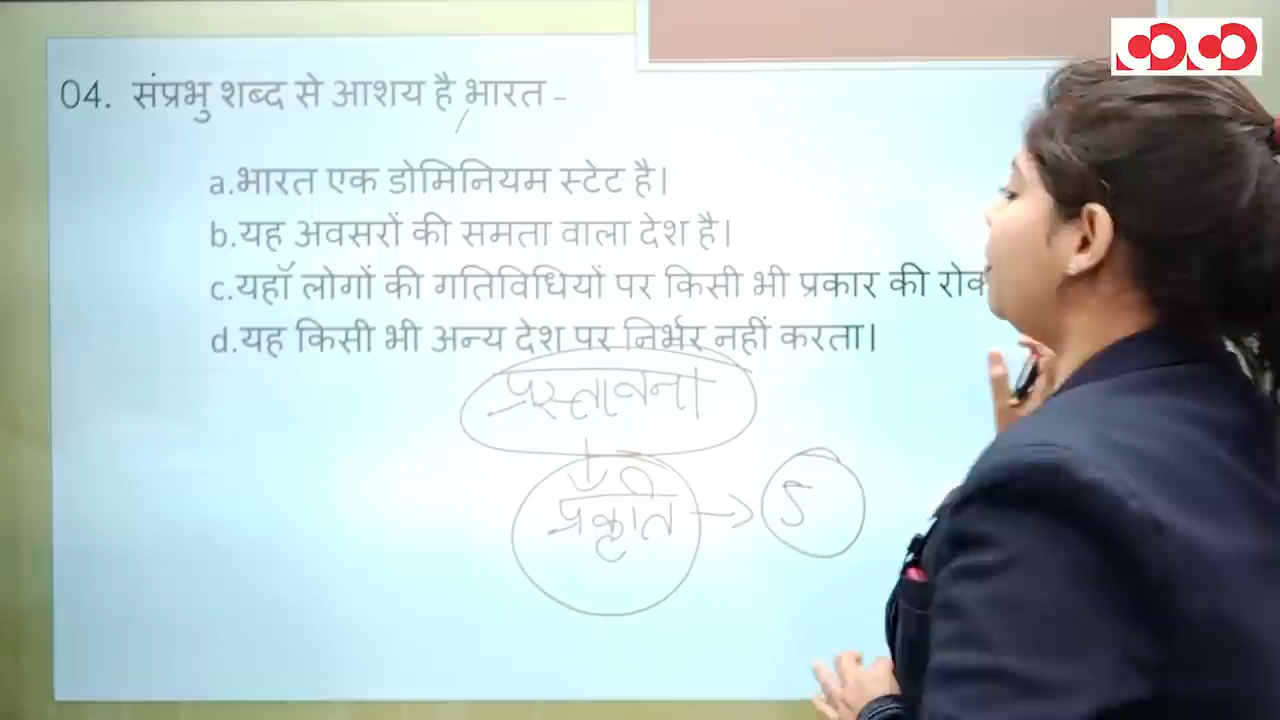 04. संप्रभु शब्द से आशय है, भारत -
a.भारत एक डोमिनियम स्टेट है।
b.यह अवसरों की समता वाला देश है।
c.यहाॅ लोगों की गतिविधियों पर किसी भी प्रकार की रोक
d.यह किसी भी अन्य देश पर निर्भर नहीं करता।
प्रस्तावना
प्रकृति → 5